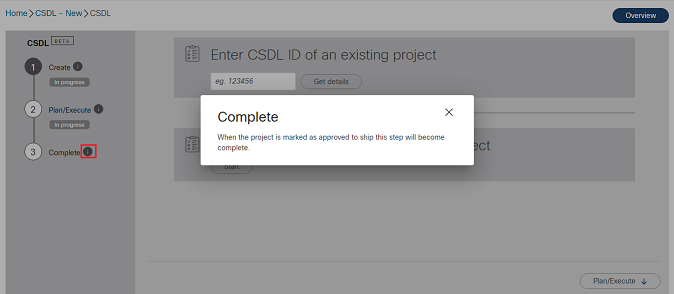 Home > CSDL - New > CSDL
Overview
CSDL BETA
1 Create i
In progress
2 Plan/Execute i
In progress
3 Complete i
Enter CSDL ID of an existing project
eg. 123456
Get details
Complete
When the project is marked as approved to ship this step will become
complete.
Start
Plan/Execute ↓